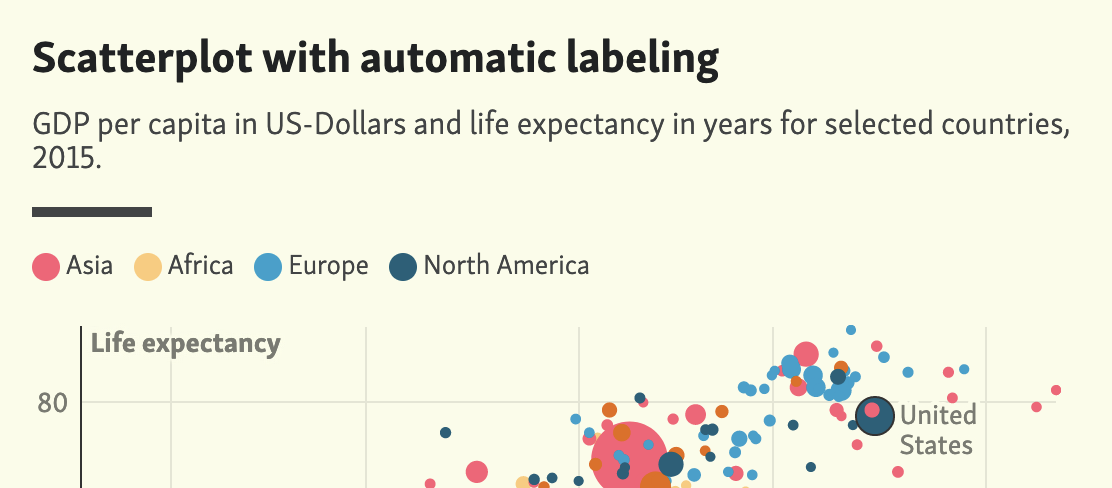 Scatterplot with automatic labeling
GDP per capita in US-Dollars and life expectancy in years for selected countries,
2015.
Asia Africa Europe North America
Life expectancy
80
United
States